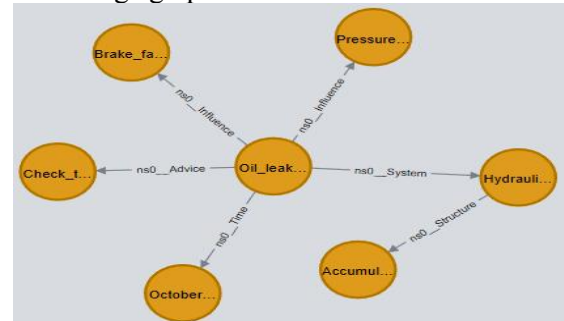 Brake_fa...
Pressure...
ns0__Influence
ns0__Influence
Check_t...
ns0__Advice
Oil_leak...
ns0__System
Hydrauli...
ns0__Time
ns0__Structure
October...
Accumul...